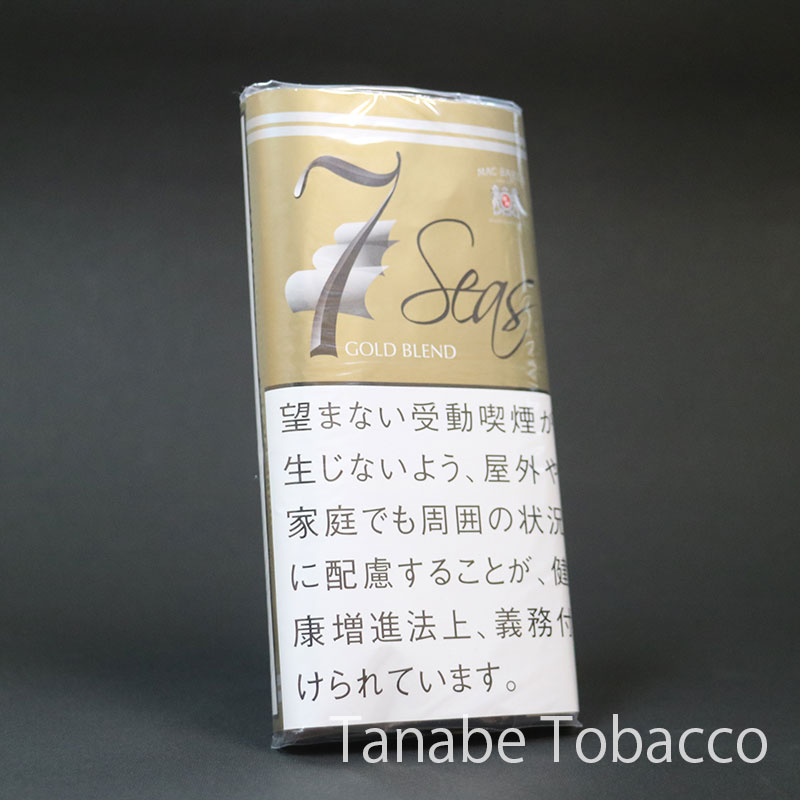 MAC BAREN
7 Seas
GOLD BLEND
望まない受動喫煙が
生じないよう、屋外や
家庭でも周囲の状況
に配慮することが、健
康増進法上、義務付
けられています。
Tanabe Tobacco